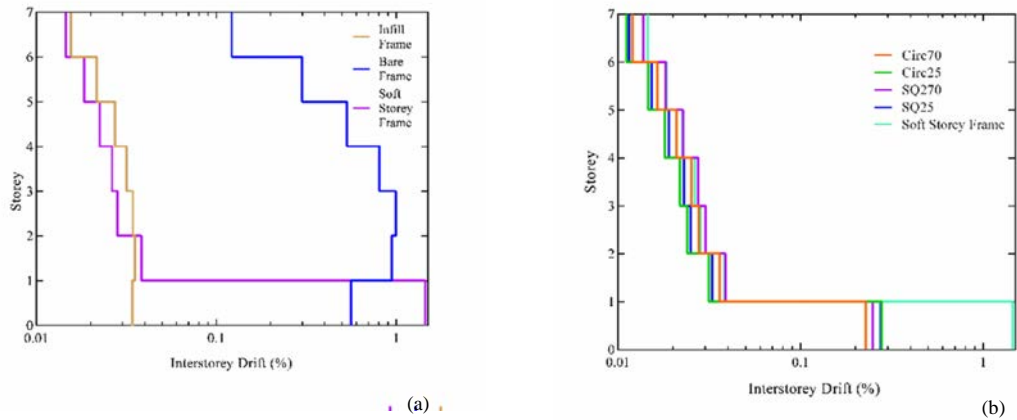 7
6
5
4
3
2
1
0
Storey
0.01
0.1
1
Interstorey Drift (%)
Infill
Frame
Bare
Frame
Soft
Storey
Frame
(a)
7
6
5
4
3
2
1
0
Storey
0.01
0.1
1
Interstorey Drift (%)
Circ70
Circ25
SQ270
SQ25
Soft Storey Frame
(b)